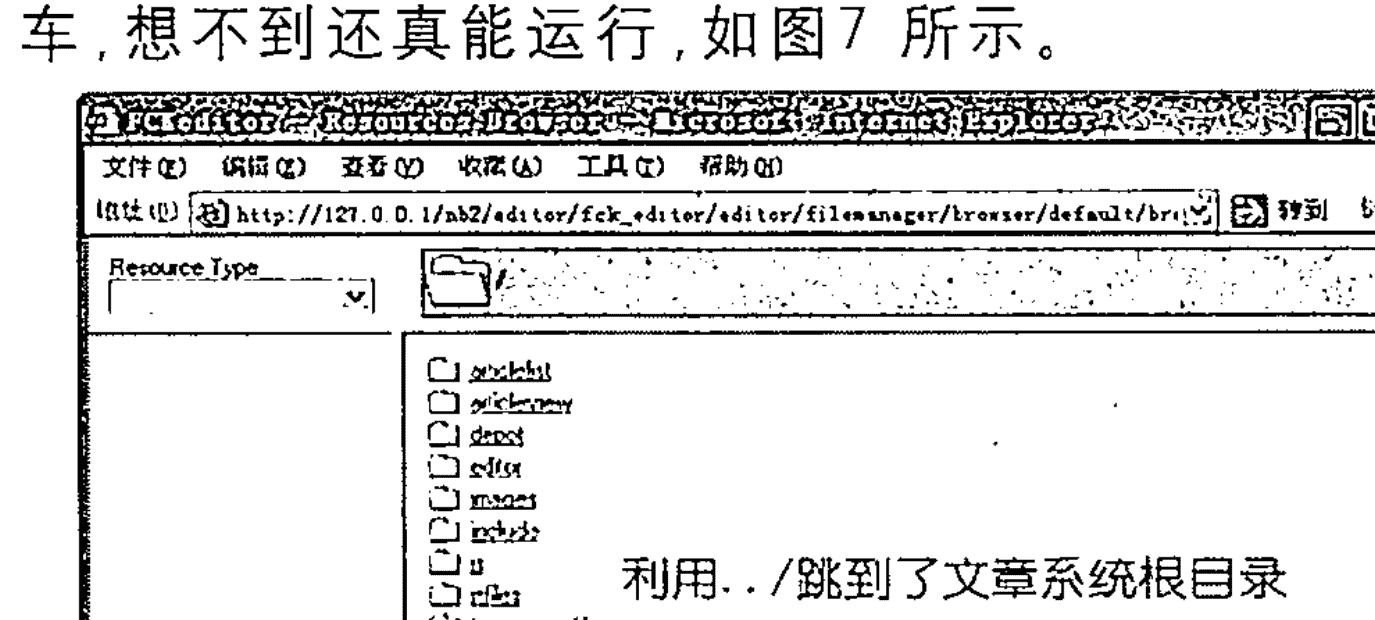 车,想不到还真能运行,如图7 所示。
FCKeditor - Resources Browser - Microsoft Internet Explorer
文件(F) 编辑(E) 查看(V) 收藏(A) 工具(T) 帮助(H)
地址(D) http://127.0.0.1/nb2/editor/fck_editor/editor/filemanager/browser/default/bro 转到
Resource Type
/
depot
editor
images
include
利用../跳到了文章系统根目录